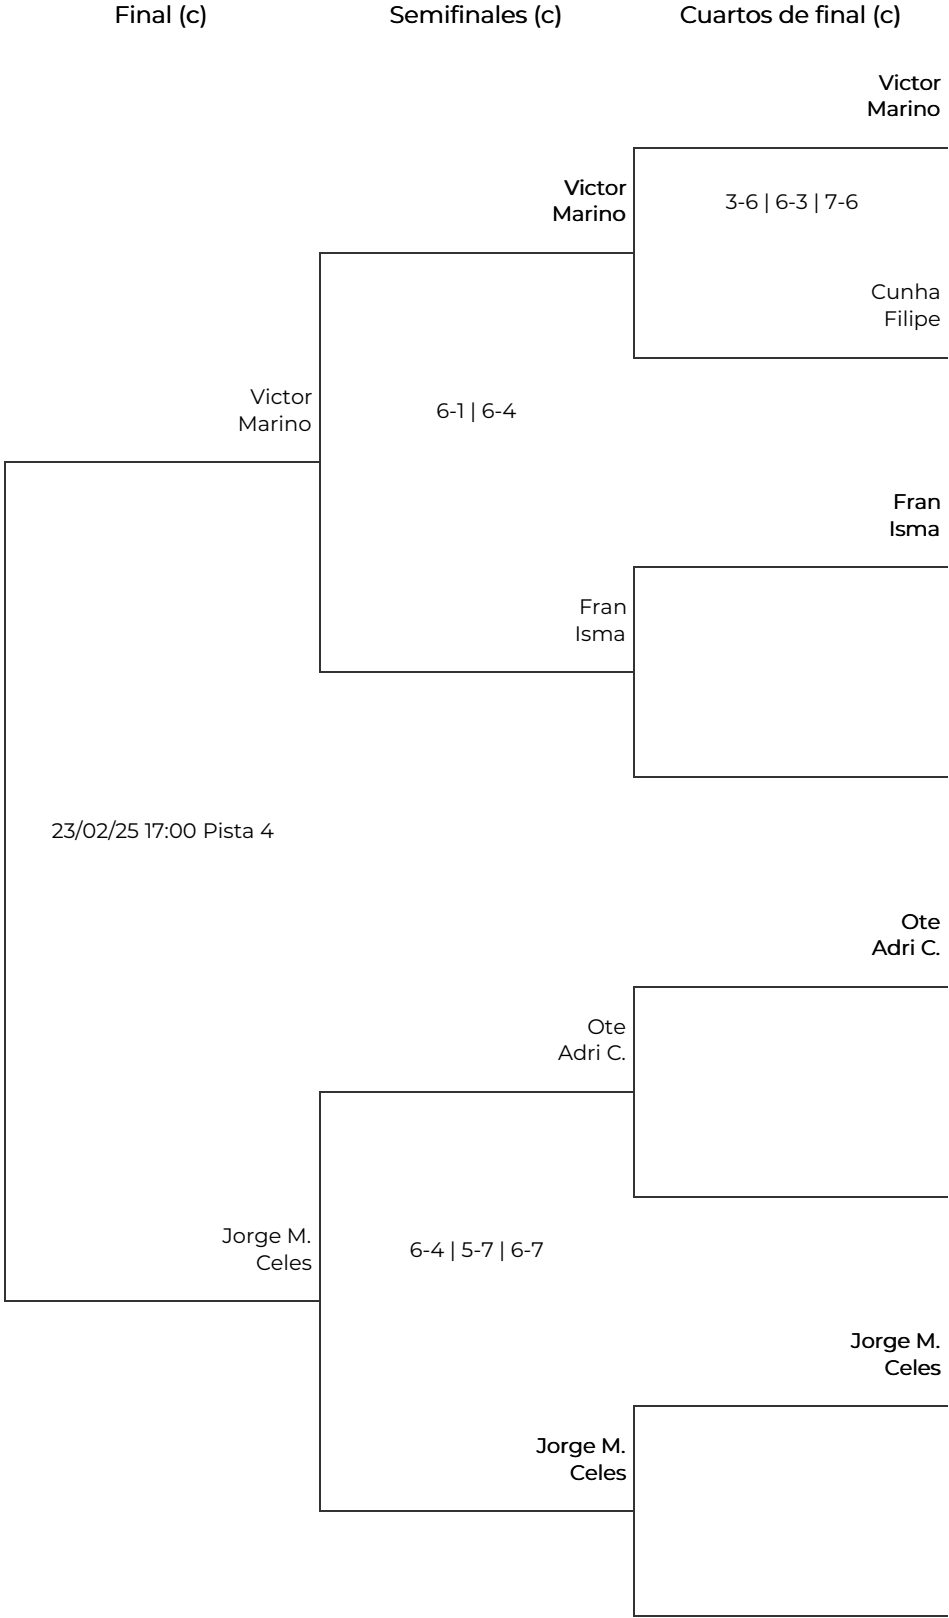 Final (c)
Semifinales (c)
Cuartos de final (c)
Victor
Marino
Victor
Marino
3-6 | 6-3 | 7-6
Cunha
Filipe
Victor
Marino
6-1 | 6-4
Fran
Isma
Fran
Isma
23/02/25 17:00 Pista 4
Ote
Adri C.
Ote
Adri C.
Jorge M.
Celes
6-4 | 5-7 | 6-7
Jorge M.
Celes
Jorge M.
Celes